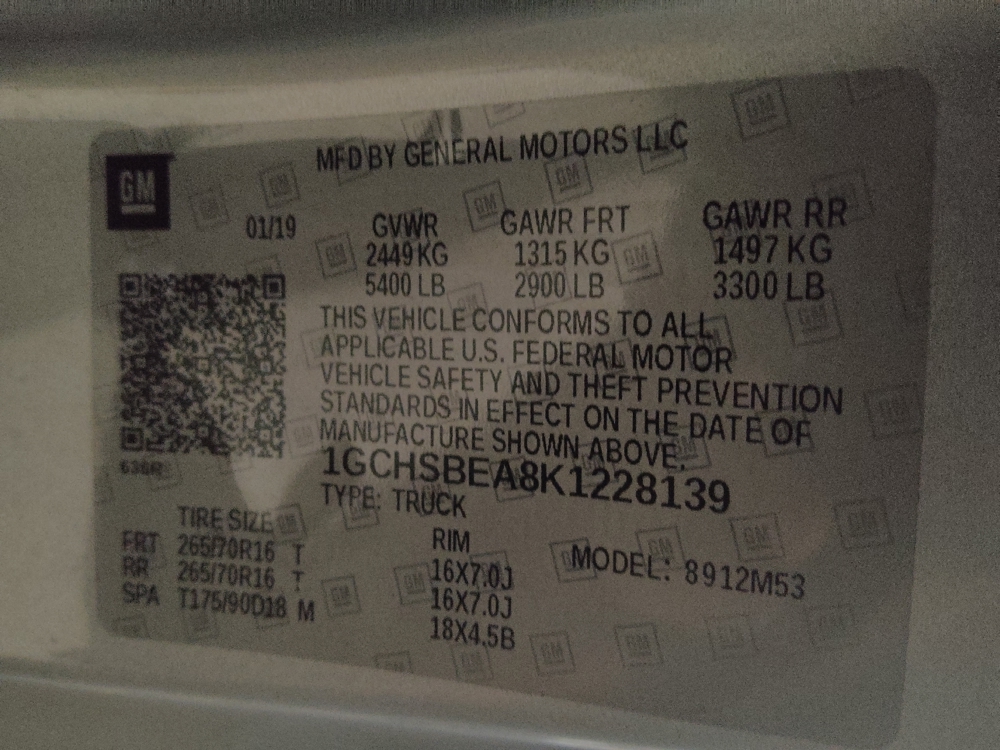 MFD BY GENERAL MOTORS LLC
GM
01/19 GVWR GAWR FRT GAWR RR
2449 KG 1315 KG 1497 KG
5400 LB 2900 LB 3300 LB
THIS VEHICLE CONFORMS TO ALL
APPLICABLE U.S. FEDERAL MOTOR
VEHICLE SAFETY AND THEFT PREVENTION
STANDARDS IN EFFECT ON THE DATE OF
MANUFACTURE SHOWN ABOVE.
1GCHSBEA8K1228139
TYPE: TRUCK
TIRE SIZE RIM
FRT 265/70R16 T 16X7.0J
RR 265/70R16 T 16X7.0J
SPA T175/90D18 M 18X4.5B
MODEL: 8912M53